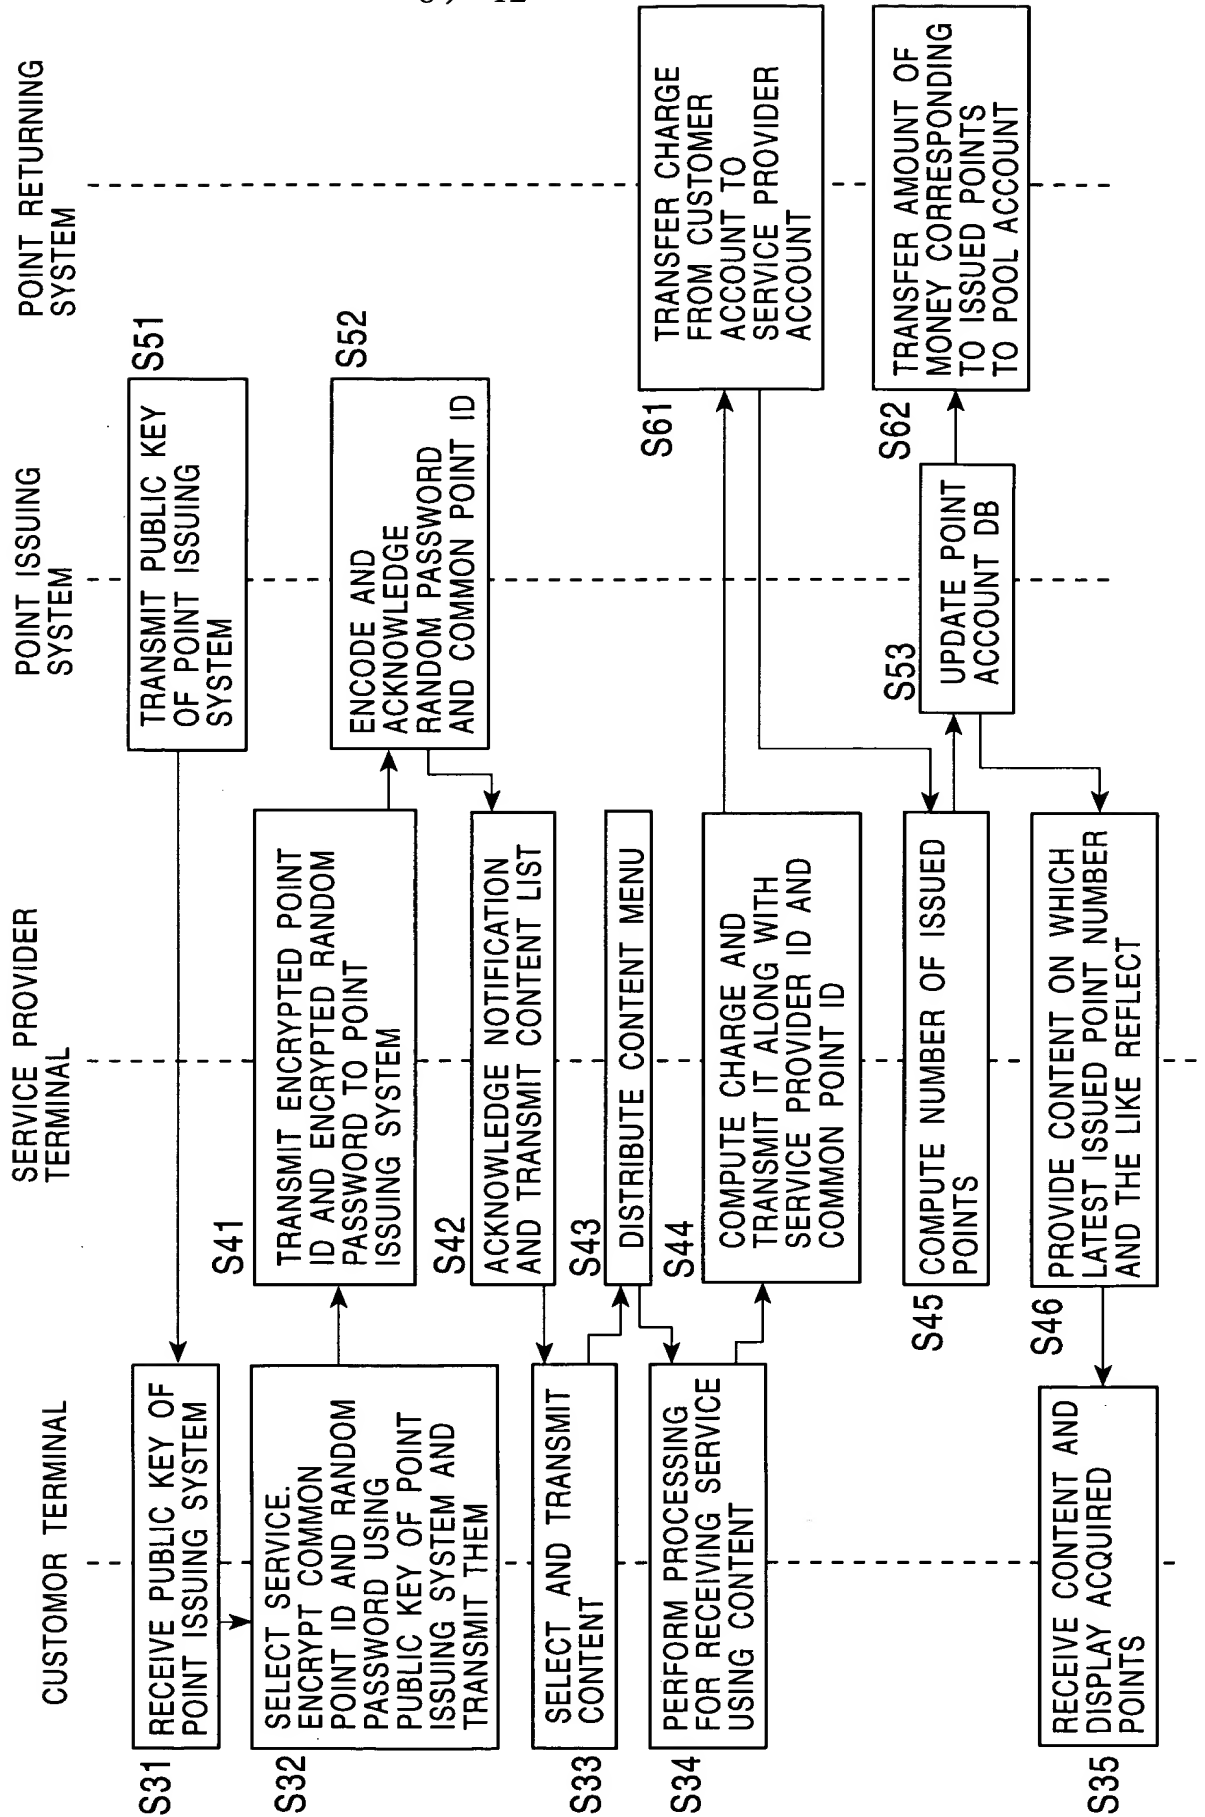 CUSTOMOR TERMINAL
SERVICE PROVIDER
TERMINAL
POINT ISSUING
SYSTEM
POINT RETURNING
SYSTEM
S51
TRANSMIT PUBLIC KEY
OF POINT ISSUING
SYSTEM
S31
RECEIVE PUBLIC KEY OF
POINT ISSUING SYSTEM
S32
SELECT SERVICE.
ENCRYPT COMMON
POINT ID AND RANDOM
PASSWORD USING
PUBLIC KEY OF POINT
ISSUING SYSTEM AND
TRANSMIT THEM
S41
TRANSMIT ENCRYPTED POINT
ID AND ENCRYPTED RANDOM
PASSWORD TO POINT
ISSUING SYSTEM
S52
ENCODE AND
ACKNOWLEDGE
RANDOM PASSWORD
AND COMMON POINT ID
S42
ACKNOWLEDGE NOTIFICATION
AND TRANSMIT CONTENT LIST
S33
SELECT AND TRANSMIT
CONTENT
S43
DISTRIBUTE CONTENT MENU
S34
PERFORM PROCESSING
FOR RECEIVING SERVICE
USING CONTENT
S44
COMPUTE CHARGE AND
TRANSMIT IT ALONG WITH
SERVICE PROVIDER ID AND
COMMON POINT ID
S61
TRANSFER CHARGE
FROM CUSTOMER
ACCOUNT TO
SERVICE PROVIDER
ACCOUNT
S45
COMPUTE NUMBER OF ISSUED
POINTS
S53
UPDATE POINT
ACCOUNT DB
S62
TRANSFER AMOUNT OF
MONEY CORRESPONDING
TO ISSUED POINTS
TO POOL ACCOUNT
S46
PROVIDE CONTENT ON WHICH
LATEST ISSUED POINT NUMBER
AND THE LIKE REFLECT
S35
RECEIVE CONTENT AND
DISPLAY ACQUIRED
POINTS